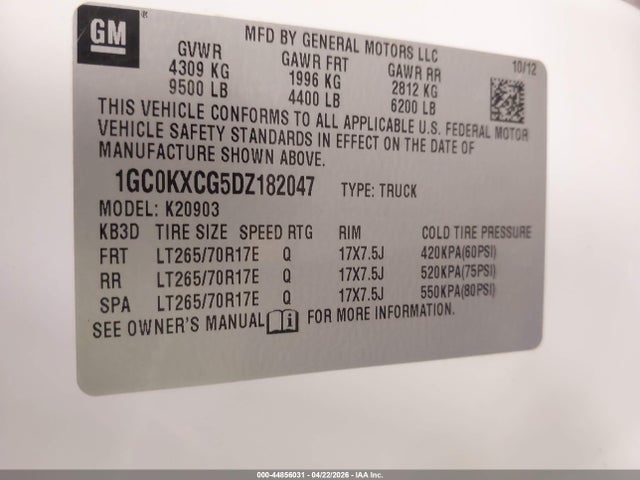 GM
MFD BY GENERAL MOTORS LLC
GVWR GAWR FRT GAWR RR 10/12
4309 KG 1996 KG 2812 KG
9500 LB 4400 LB 6200 LB
THIS VEHICLE CONFORMS TO ALL APPLICABLE U.S. FEDERAL MOTOR
VEHICLE SAFETY STANDARDS IN EFFECT ON THE DATE OF
MANUFACTURE SHOWN ABOVE.
1GC0KXCG5DZ182047 TYPE: TRUCK
MODEL: K20903
KB3D TIRE SIZE SPEED RTG RIM COLD TIRE PRESSURE
FRT LT265/70R17E Q 17X7.5J 420KPA(60PSI)
RR LT265/70R17E Q 17X7.5J 520KPA(75PSI)
SPA LT265/70R17E Q 17X7.5J 550KPA(80PSI)
SEE OWNER'S MANUAL i FOR MORE INFORMATION.
000-44856031 - 04/22/2026 - IAA Inc.